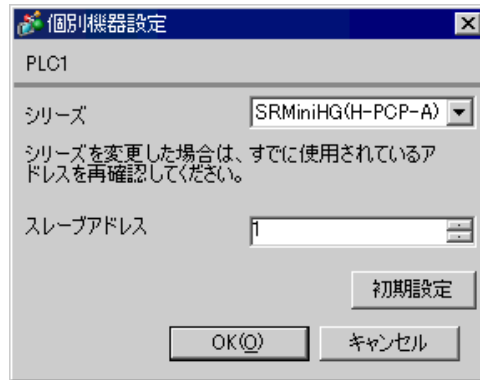 個別機器設定
PLC1
シリーズ SRMiniHG(H-PCP-A)
シリーズを変更した場合は、すでに使用されているア
ドレスを再確認してください。
スレーブアドレス 1
初期設定
OK(O) キャンセル